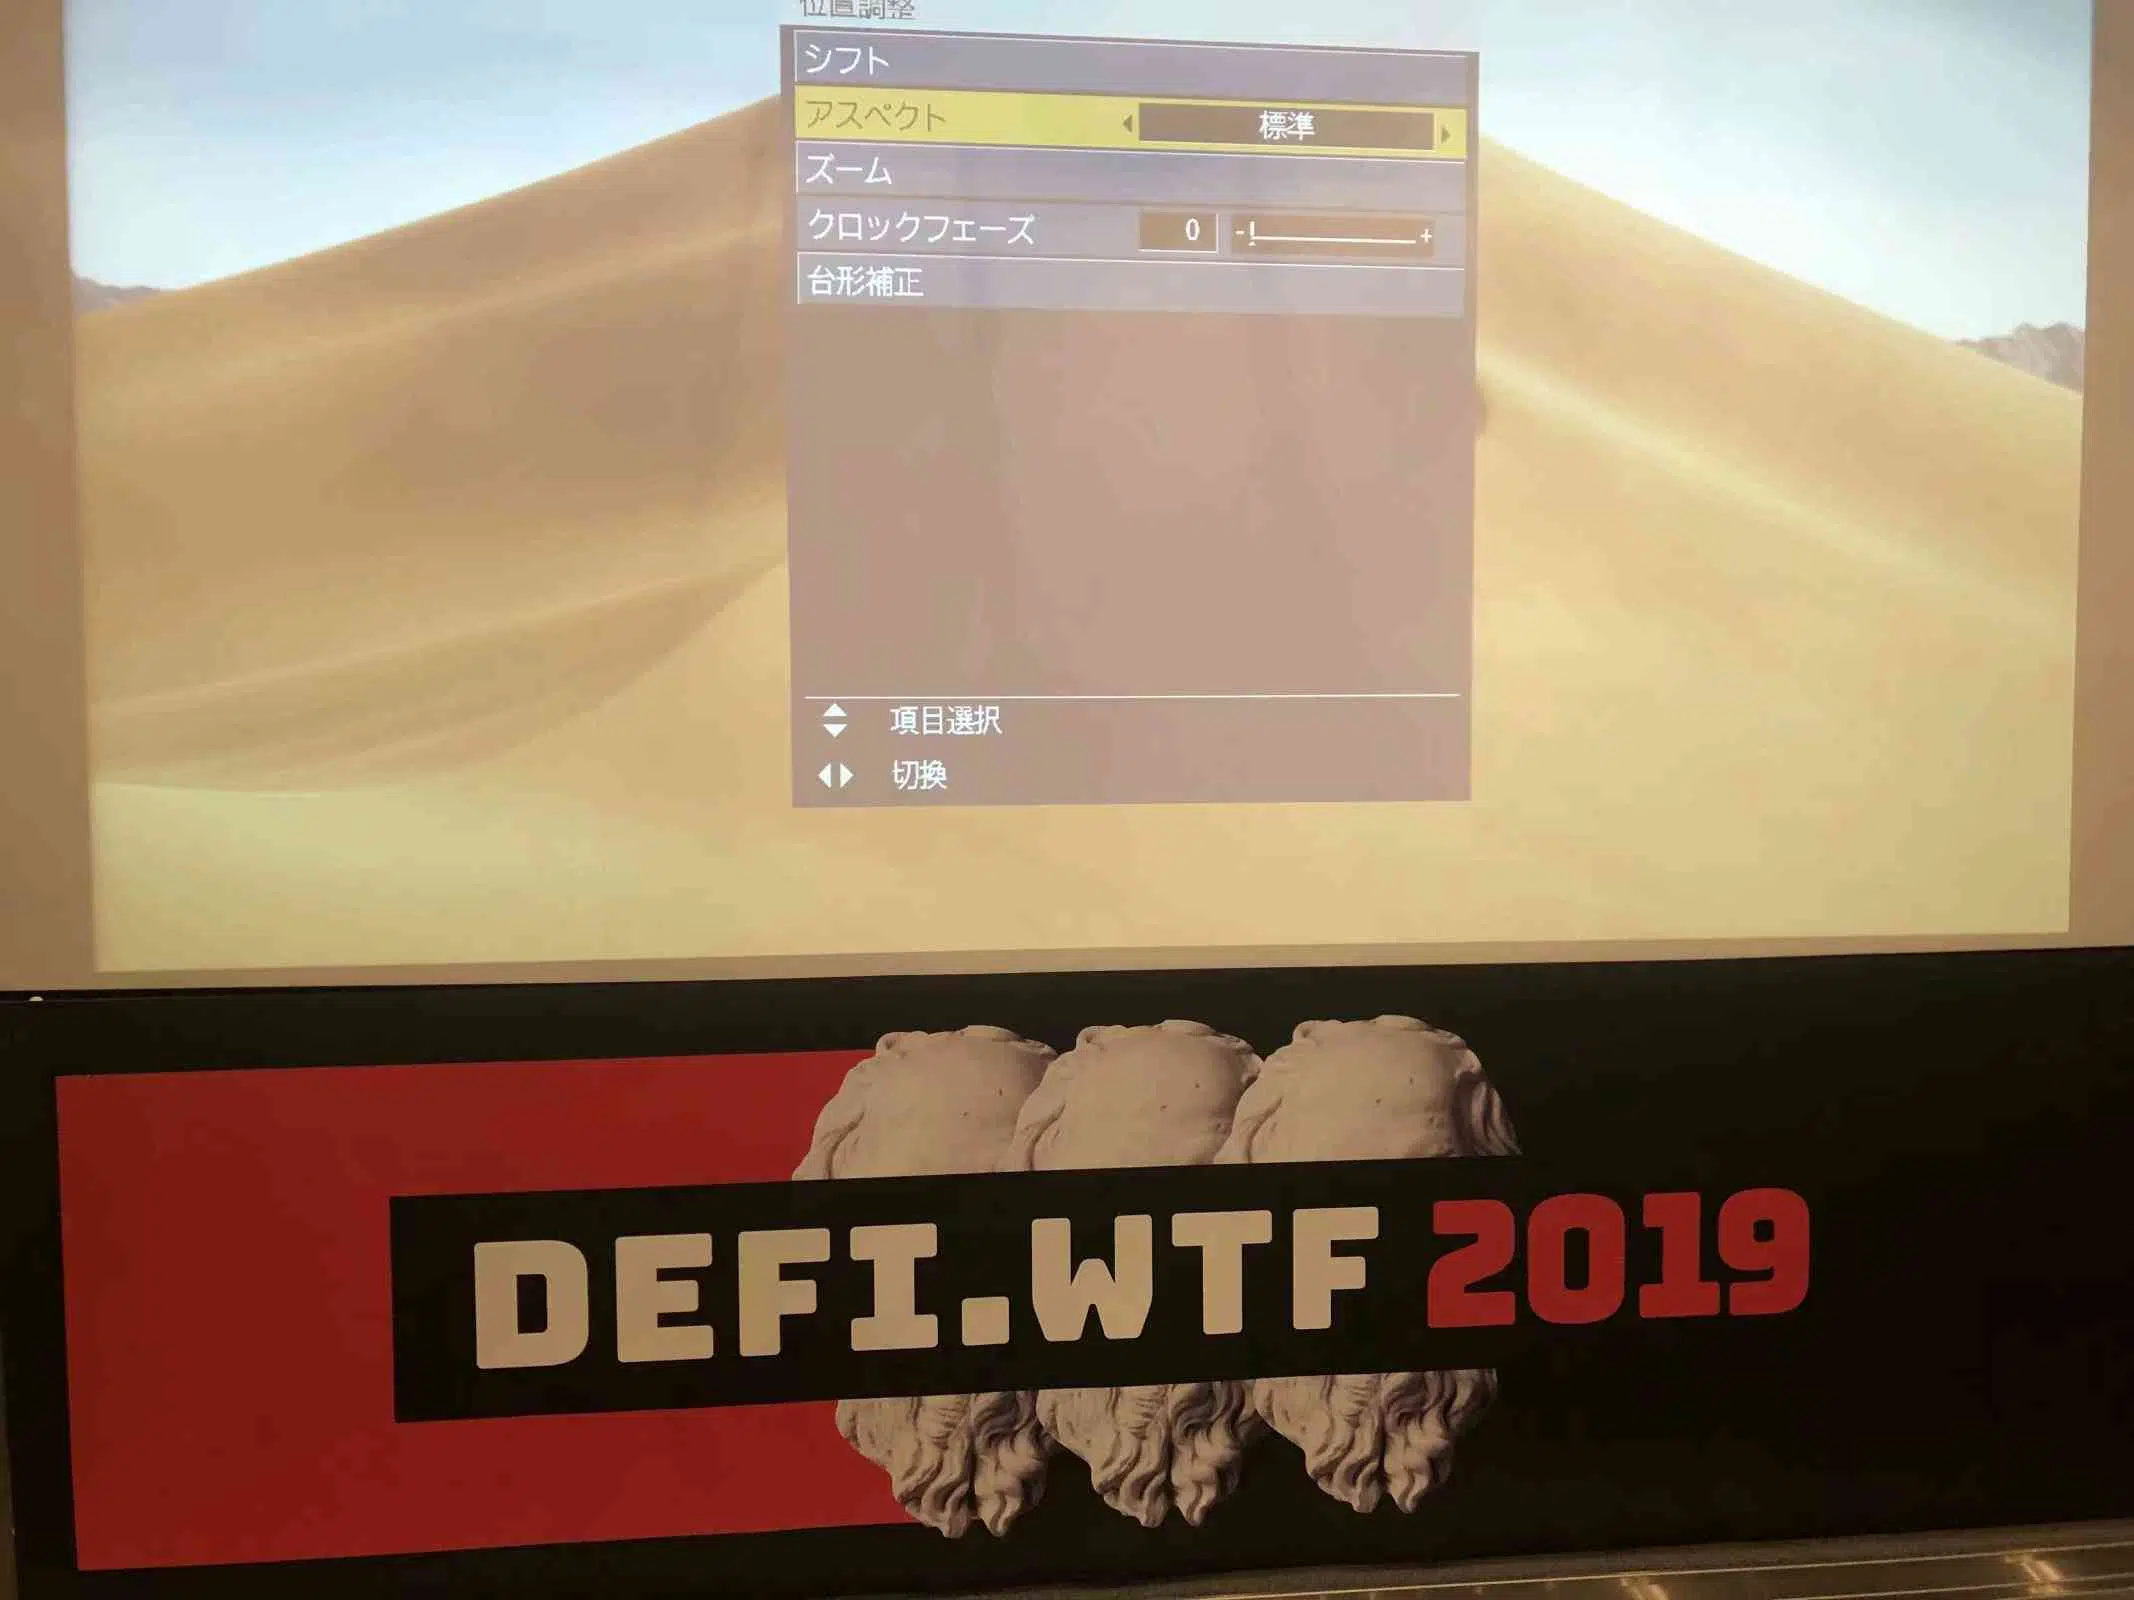 位置調整
シフト
アスペクト 標準
ズーム
クロックフェーズ 0 - +
台形補正
項目選択
切換
DEFI.WTF 2019